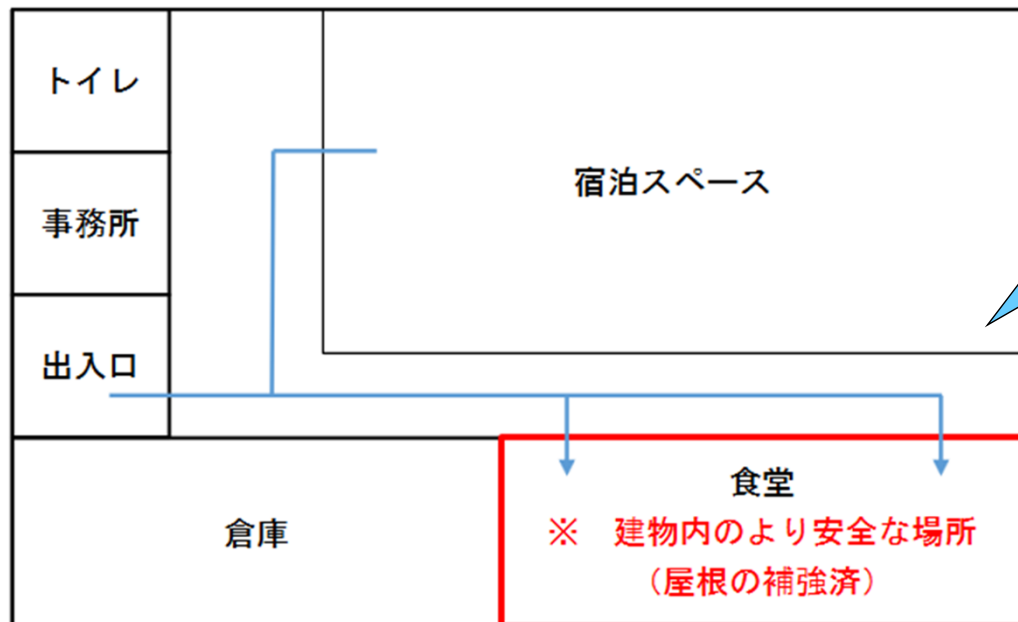 トイレ
宿泊スペース
事務所
出入口
食堂
倉庫
※　建物内のより安全な場所
（屋根の補強済）